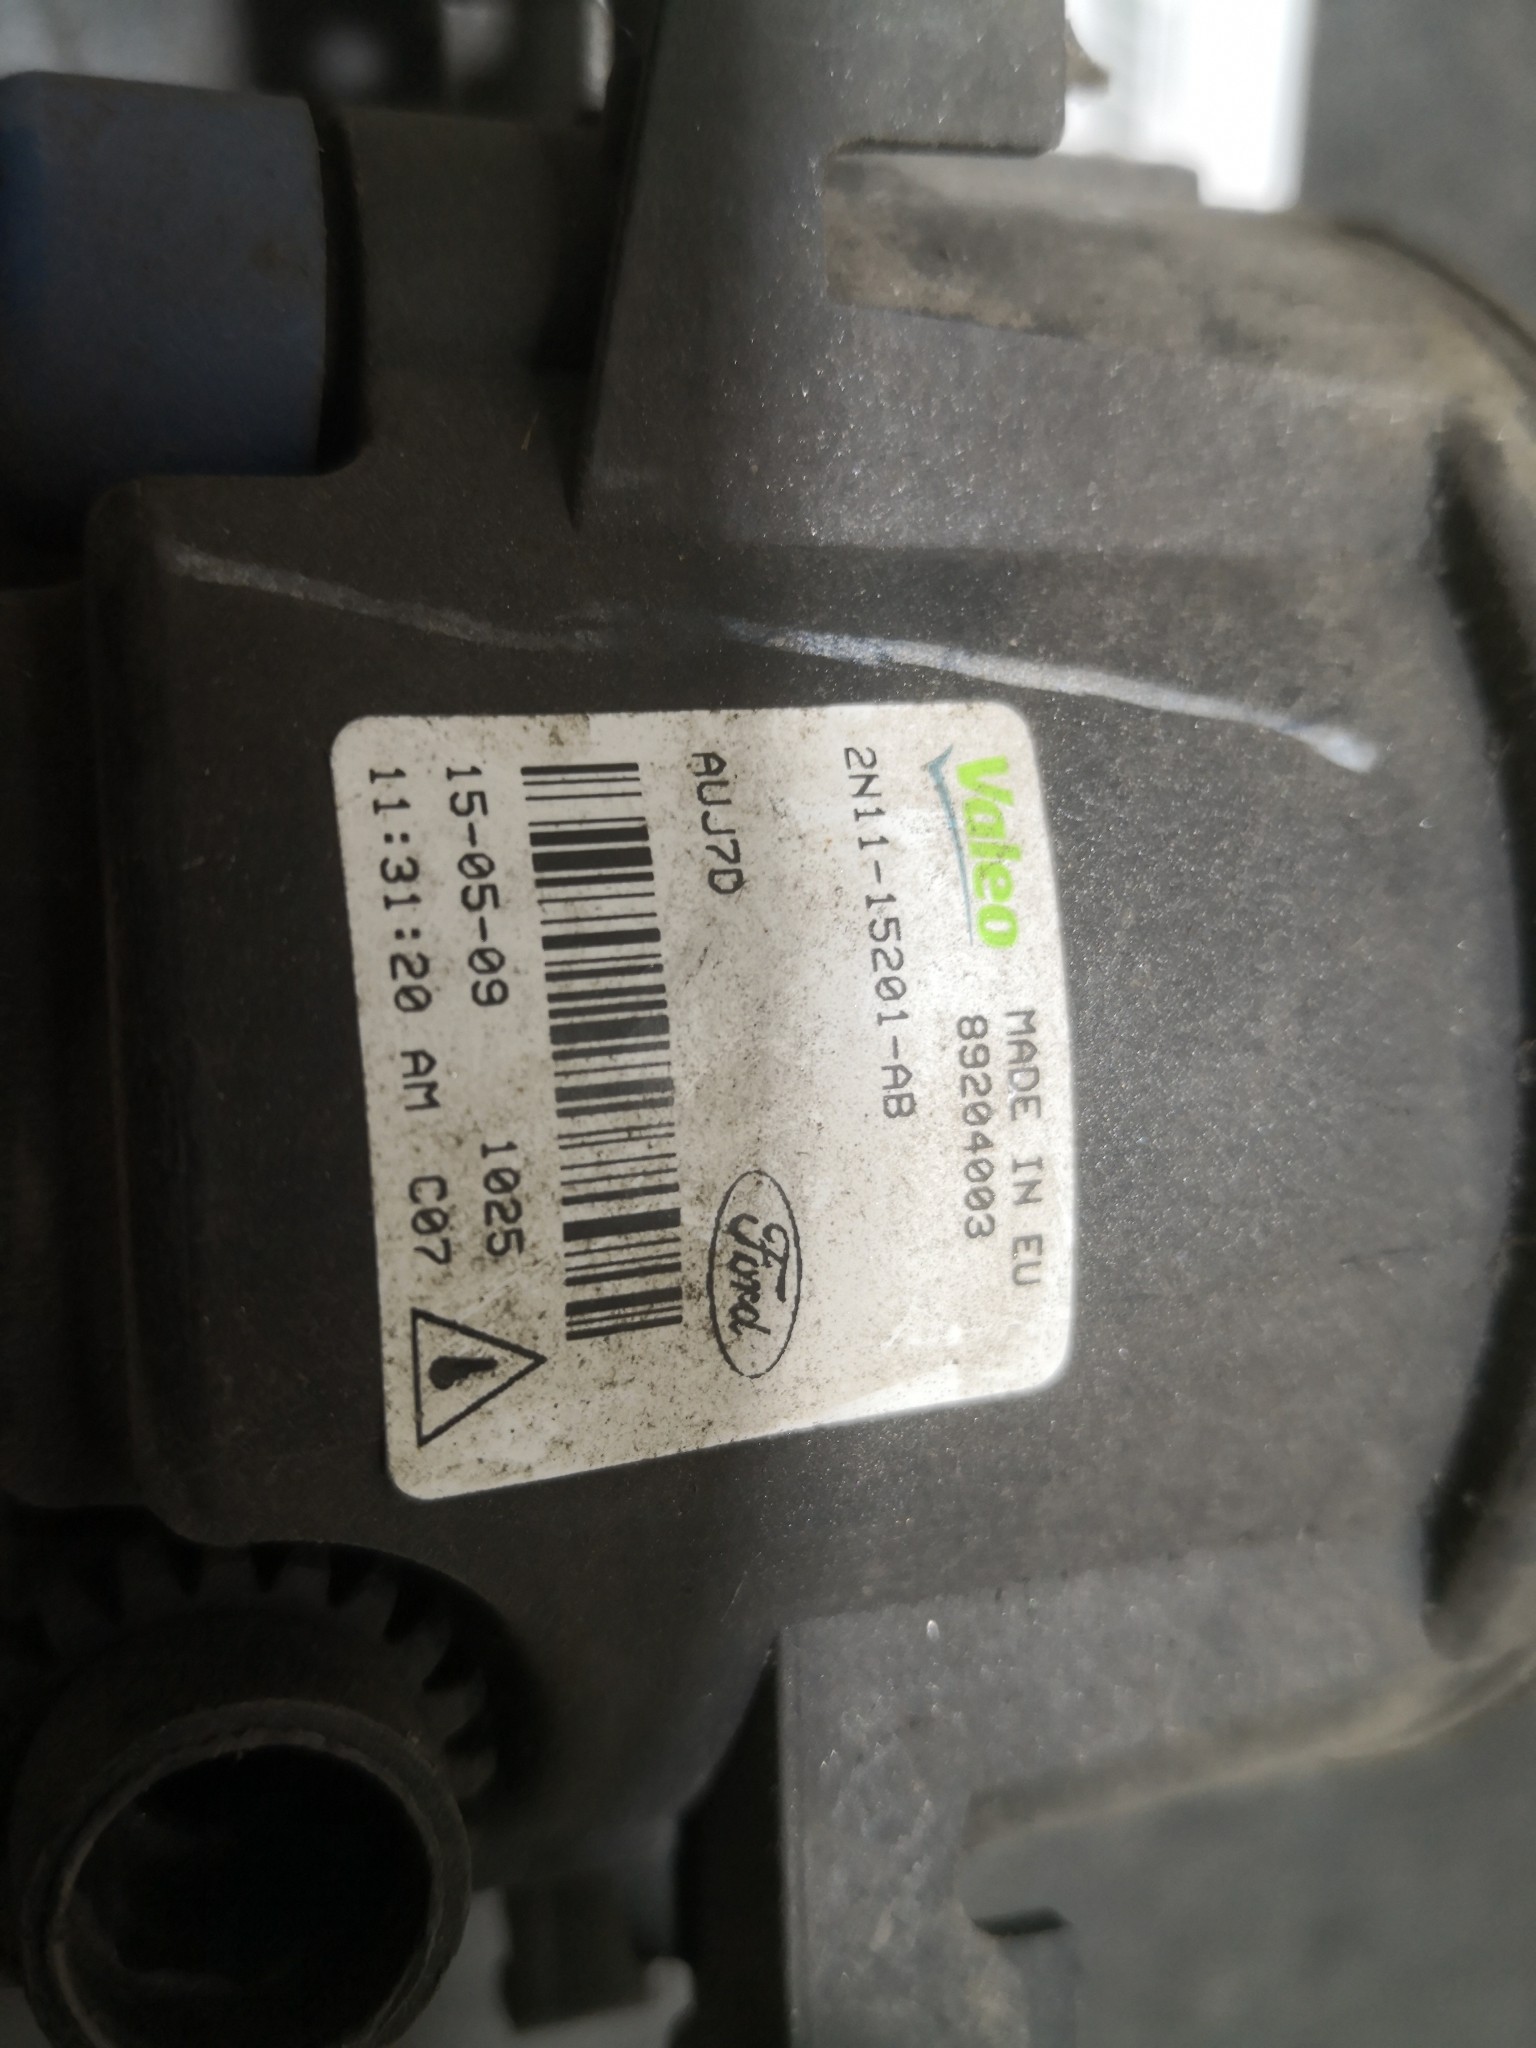 valeo
MADE IN EU
89204003
2N11-15201-AB
AUJ7D
Ford
15-05-09 1025
11:31:20 AM C07